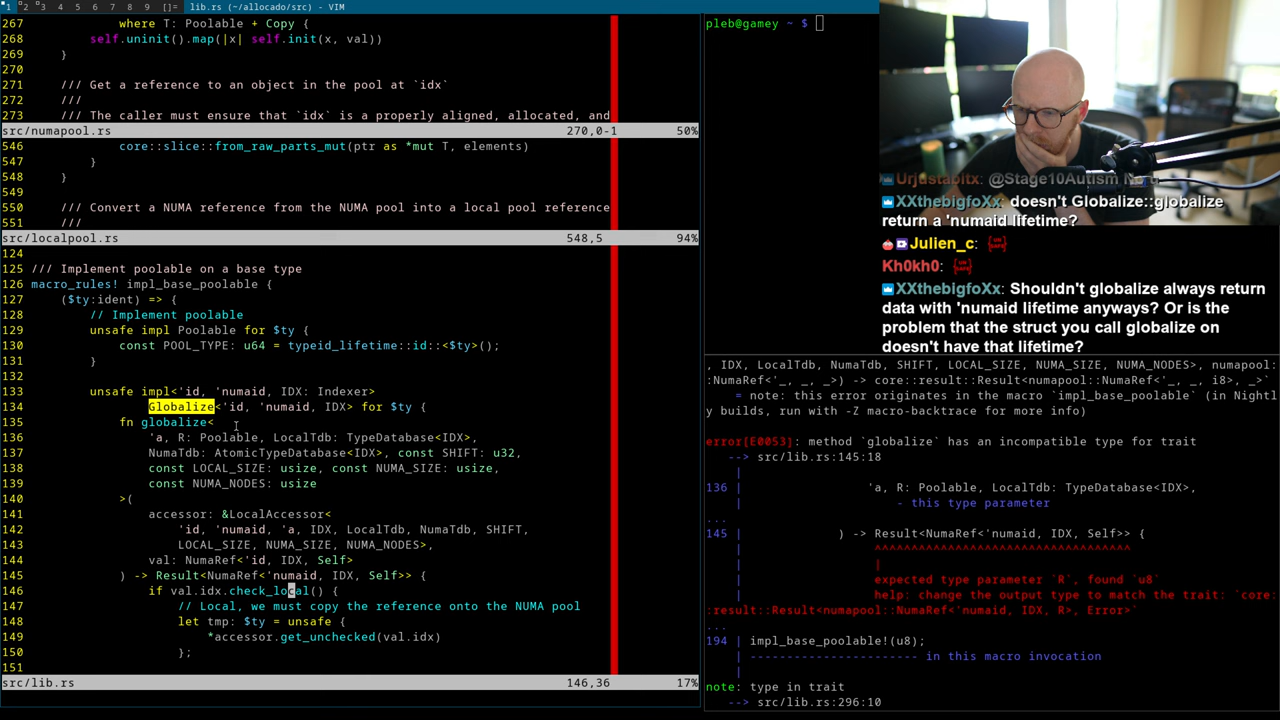 1 2 3 4 5 6 7 8 9 []= lib.rs (~/allocado/src) - VIM
267 where T: Poolable + Copy {
268 self.uninit().map(|x| self.init(x, val))
269 }
270
271 /// Get a reference to an object in the pool at `idx`
272 ///
273 /// The caller must ensure that `idx` is a properly aligned, allocated, and
src/numapool.rs 270,0-1 50%
546 core::slice::from_raw_parts_mut(ptr as *mut T, elements)
547 }
548 }
549
550 /// Convert a NUMA reference from the NUMA pool into a local pool reference
551 ///
src/localpool.rs 548,5 94%
124
125 /// Implement poolable on a base type
126 macro_rules! impl_base_poolable {
127 ($ty:ident) => {
128 // Implement poolable
129 unsafe impl Poolable for $ty {
130 const POOL_TYPE: u64 = typeid_lifetime::id::<$ty>();
131 }
132
133 unsafe impl<'id, 'numaid, IDX: Indexer>
134 Globalize<'id, 'numaid, IDX> for $ty {
135 fn globalize<
136 'a, R: Poolable, LocalTdb: TypeDatabase<IDX>,
137 NumaTdb: AtomicTypeDatabase<IDX>, const SHIFT: u32,
138 const LOCAL_SIZE: usize, const NUMA_SIZE: usize,
139 const NUMA_NODES: usize
140 >(
141 accessor: &LocalAccessor<
142 'id, 'numaid, 'a, IDX, LocalTdb, NumaTdb, SHIFT,
143 LOCAL_SIZE, NUMA_SIZE, NUMA_NODES>,
144 val: NumaRef<'id, IDX, Self>
145 ) -> Result<NumaRef<'numaid, IDX, Self>> {
146 if val.idx.check_local() {
147 // Local, we must copy the reference onto the NUMA pool
148 let tmp: $ty = unsafe {
149 *accessor.get_unchecked(val.idx)
150 };
151
src/lib.rs 146,36 17%
pleb@gamey ~ $
, IDX, LocalTdb, NumaTdb, SHIFT, LOCAL_SIZE, NUMA_SIZE, NUMA_NODES>, numapool:
:NumaRef<'_, _, _>) -> core::result::Result<numapool::NumaRef<'_, _, i8>, _>`
= note: this error originates in the macro `impl_base_poolable` (in Nightl
y builds, run with -Z macro-backtrace for more info)
error[E0053]: method `globalize` has an incompatible type for trait
--> src/lib.rs:145:18
|
136 | 'a, R: Poolable, LocalTdb: TypeDatabase<IDX>,
| - this type parameter
...
145 | ) -> Result<NumaRef<'numaid, IDX, Self>> {
| ^^^^^^^^^^^^^^^^^^^^^^^^^^^^^^^^^^
| |
| expected type parameter `R`, found `u8`
| help: change the output type to match the trait: `core:
:result::Result<numapool::NumaRef<'numaid, IDX, R>, Error>`
...
194 | impl_base_poolable!(u8);
| ----------------------- in this macro invocation
|
note: type in trait
--> src/lib.rs:296:10
Urjustabitx: @Stage10Autism No u
XXthebigfoXx: doesn't Globalize::globalize
return a 'numaid lifetime?
Julien_c:
Kh0kh0:
XXthebigfoXx: Shouldn't globalize always return
data with 'numaid lifetime anyways? Or is the
problem that the struct you call globalize on
doesn't have that lifetime?